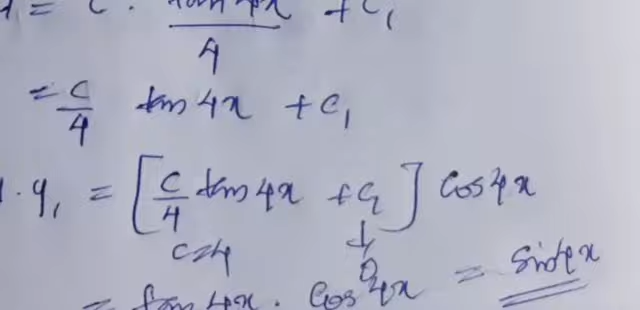 = c · tan 4x / 4 + C₁
= c/4 tan 4x + C₁
· y₁ = [c/4 tan 4x + C₁] cos 4x
c=4 ↓ 0
= tan 4x · cos 4x = sin 4x